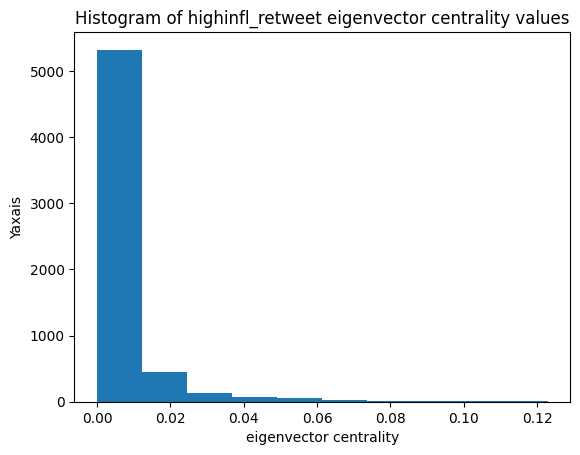 Histogram of highinfl_retweet eigenvector centrality values
5000
4000
3000
2000
1000
0
Yaxais
0.00 0.02 0.04 0.06 0.08 0.10 0.12
eigenvector centrality